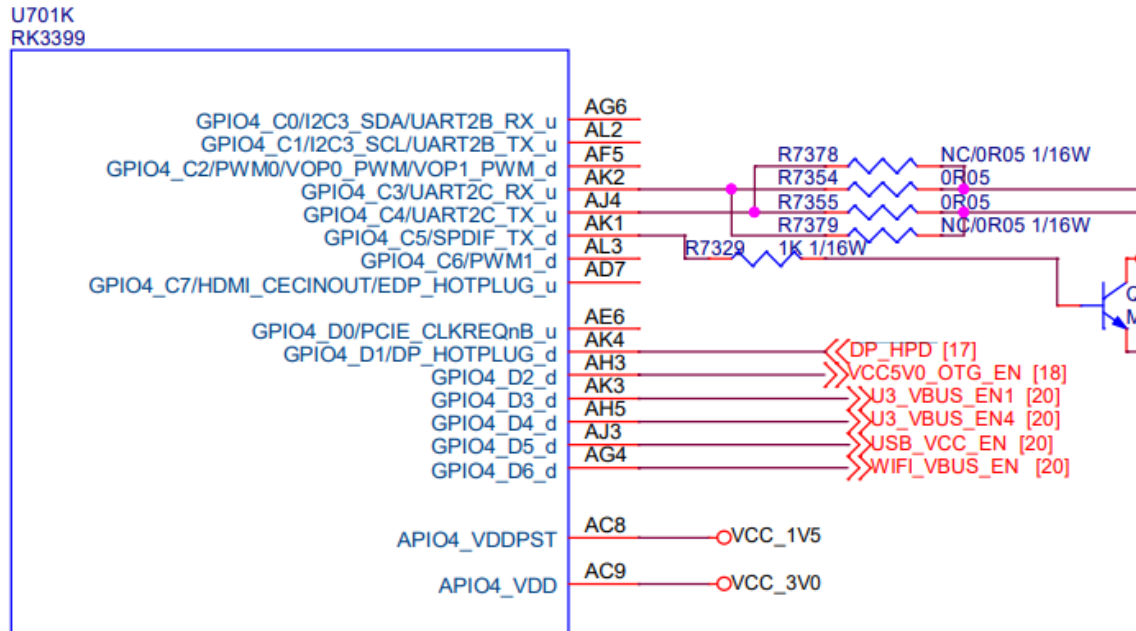 U701K
RK3399
GPIO4_C0/I2C3_SDA/UART2B_RX_u AG6
GPIO4_C1/I2C3_SCL/UART2B_TX_u AL2
GPIO4_C2/PWM0/VOP0_PWM/VOP1_PWM_d AF5 R7378 NC/0R05 1/16W
GPIO4_C3/UART2C_RX_u AK2 R7354 0R05
GPIO4_C4/UART2C_TX_u AJ4 R7355 0R05
GPIO4_C5/SPDIF_TX_d AK1 R7379 NC/0R05 1/16W
GPIO4_C6/PWM1_d AL3 R7329 1K 1/16W
GPIO4_C7/HDMI_CECINOUT/EDP_HOTPLUG_u AD7
Q
M
GPIO4_D0/PCIE_CLKREQnB_u AE6
GPIO4_D1/DP_HOTPLUG_d AK4 DP_HPD [17]
GPIO4_D2_d AH3 VCC5V0_OTG_EN [18]
GPIO4_D3_d AK3 U3_VBUS_EN1 [20]
GPIO4_D4_d AH5 U3_VBUS_EN4 [20]
GPIO4_D5_d AJ3 USB_VCC_EN [20]
GPIO4_D6_d AG4 WIFI_VBUS_EN [20]
APIO4_VDDPST AC8 VCC_1V5
APIO4_VDD AC9 VCC_3V0